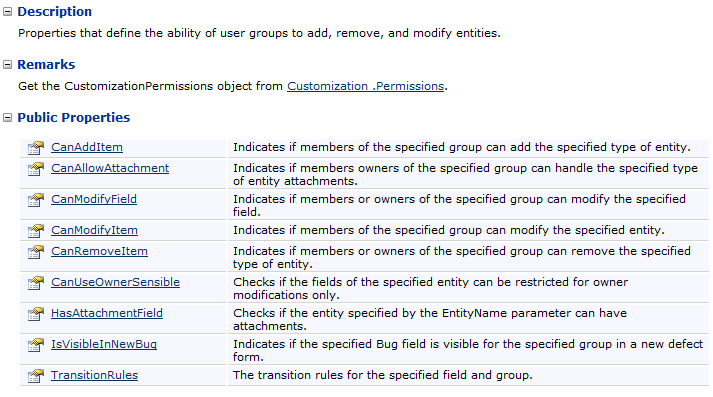 Description
Properties that define the ability of user groups to add, remove, and modify entities.
Remarks
Get the CustomizationPermissions object from Customization .Permissions.
Public Properties
CanAddItem Indicates if members of the specified group can add the specified type of entity.
CanAllowAttachment Indicates if members owners of the specified group can handle the specified type
of entity attachments.
CanModifyField Indicates if members or owners of the specified group can modify the specified
field.
CanModifyItem Indicates if members of the specified group can modify the specified entity.
CanRemoveItem Indicates if members or owners of the specified group can remove the specified
type of entity.
CanUseOwnerSensible Checks if the fields of the specified entity can be restricted for owner
modifications only.
HasAttachmentField Checks if the entity specified by the EntityName parameter can have
attachments.
IsVisibleInNewBug Indicates if the specified Bug field is visible for the specified group in a new defect
form.
TransitionRules The transition rules for the specified field and group.